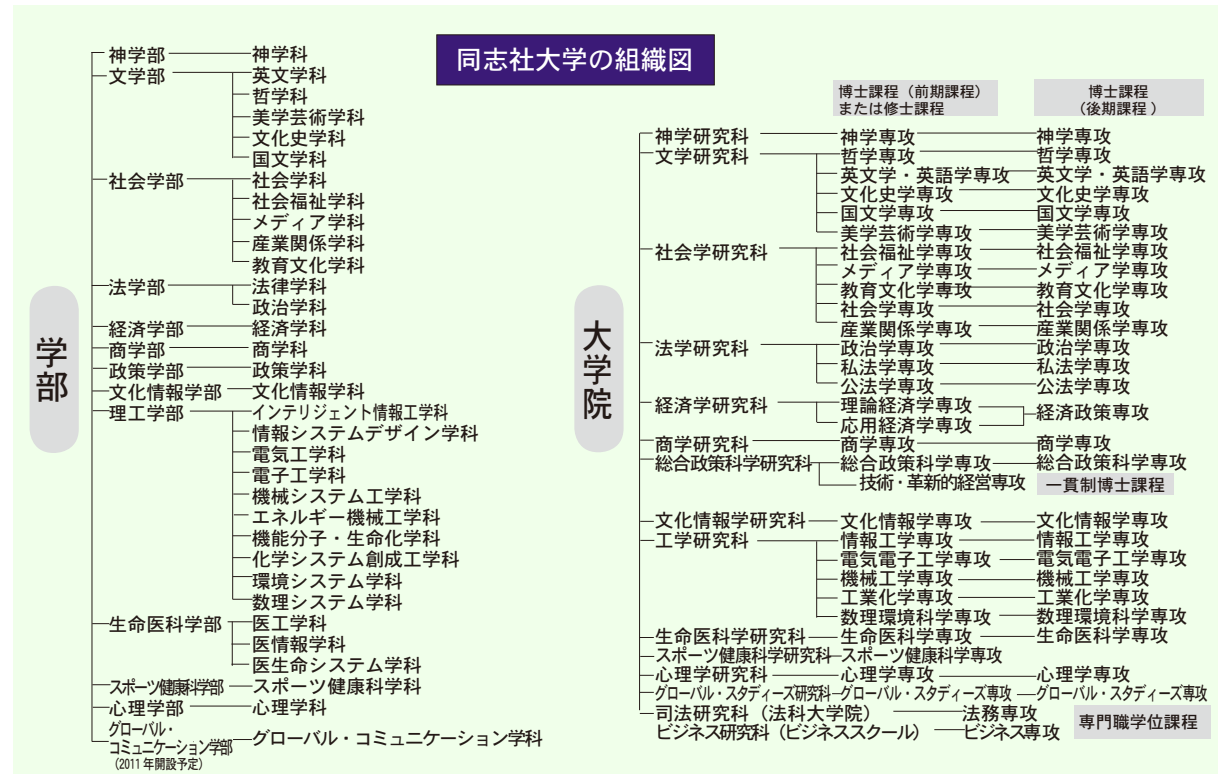 同志社大学の組織図
学部
神学部 神学科
文学部 英文学科
哲学科
美学芸術学科
文化史学科
国文学科
社会学部 社会学科
社会福祉学科
メディア学科
産業関係学科
教育文化学科
法学部 法律学科
政治学科
経済学部 経済学科
商学部 商学科
政策学部 政策学科
文化情報学部 文化情報学科
理工学部 インテリジェント情報工学科
情報システムデザイン学科
電気工学科
電子工学科
機械システム工学科
エネルギー機械工学科
機能分子・生命化学科
化学システム創成工学科
環境システム学科
数理システム学科
生命医科学部 医工学科
医情報学科
医生命システム学科
スポーツ健康科学部 スポーツ健康科学科
心理学部 心理学科
グローバル・
コミュニケーション学部 グローバル・コミュニケーション学科
(2011年開設予定)
大学院
博士課程(前期課程) 博士課程
または修士課程 (後期課程)
神学研究科 神学専攻 神学専攻
文学研究科 哲学専攻 哲学専攻
英文学・英語学専攻 英文学・英語学専攻
文化史学専攻 文化史学専攻
国文学専攻 国文学専攻
美学芸術学専攻 美学芸術学専攻
社会学研究科 社会福祉学専攻 社会福祉学専攻
メディア学専攻 メディア学専攻
教育文化学専攻 教育文化学専攻
社会学専攻 社会学専攻
産業関係学専攻 産業関係学専攻
法学研究科 政治学専攻 政治学専攻
私法学専攻 私法学専攻
公法学専攻 公法学専攻
経済学研究科 理論経済学専攻 経済政策専攻
応用経済学専攻
商学研究科 商学専攻 商学専攻
総合政策科学研究科 総合政策科学専攻 総合政策科学専攻
技術・革新的経営専攻 一貫制博士課程
文化情報学研究科 文化情報学専攻 文化情報学専攻
工学研究科 情報工学専攻 情報工学専攻
電気電子工学専攻 電気電子工学専攻
機械工学専攻 機械工学専攻
工業化学専攻 工業化学専攻
数理環境科学専攻 数理環境科学専攻
生命医科学研究科 生命医科学専攻 生命医科学専攻
スポーツ健康科学研究科 スポーツ健康科学専攻
心理学研究科 心理学専攻 心理学専攻
グローバル・スタディーズ研究科 グローバル・スタディーズ専攻 グローバル・スタディーズ専攻
司法研究科(法科大学院) 法務専攻 専門職学位課程
ビジネス研究科(ビジネススクール) ビジネス専攻